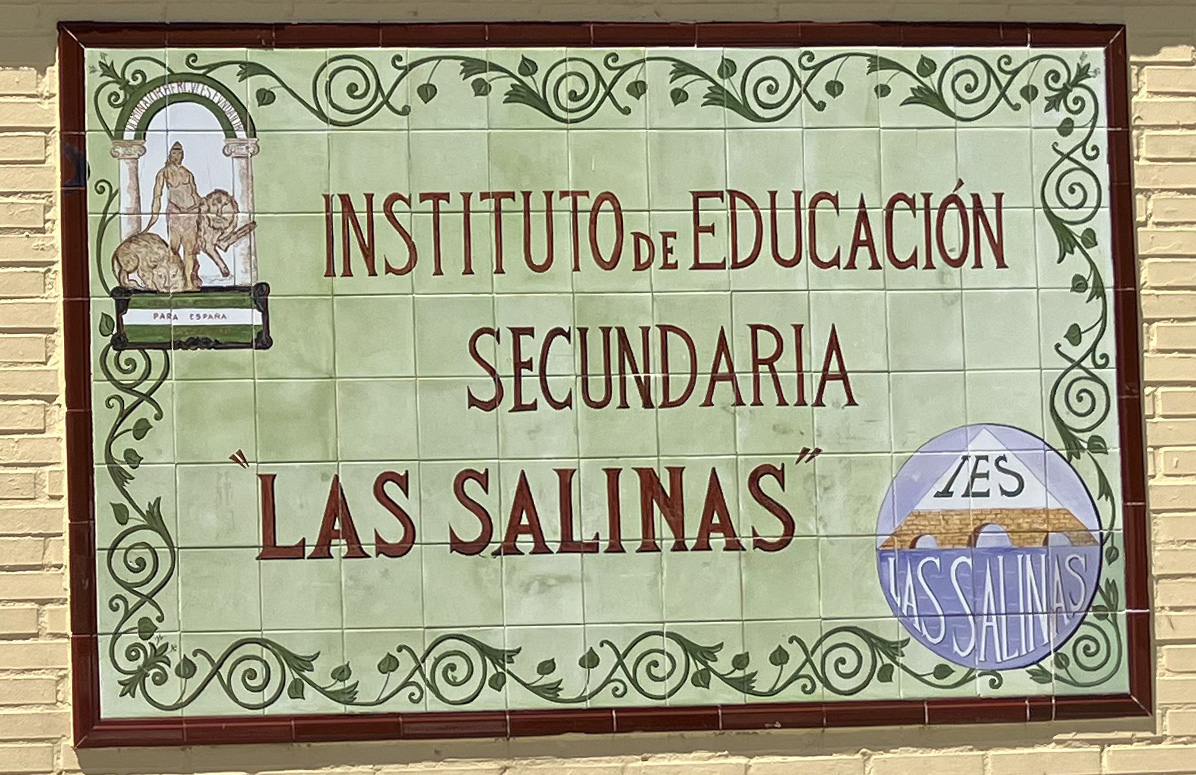 INSTITUTO DE EDUCACIÓN
SECUNDARIA
"LAS SALINAS"
PARA ESPAÑA
IES
LAS SALINAS